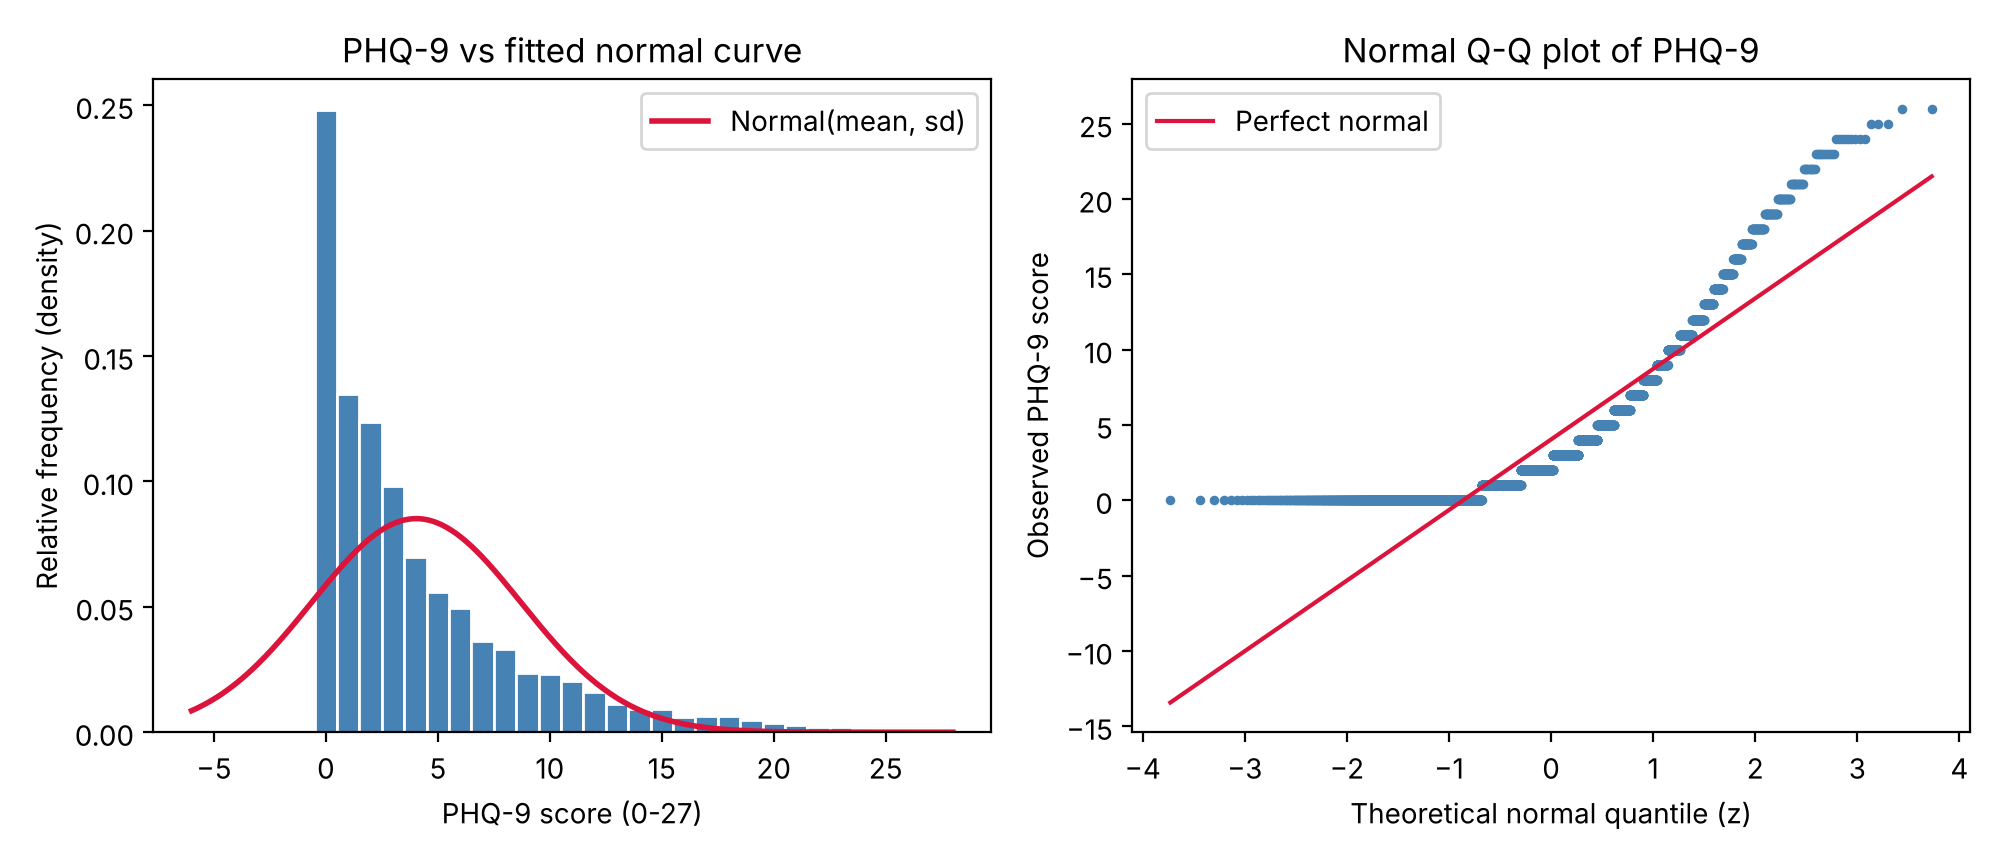 PHQ-9 vs fitted normal curve
Normal(mean, sd)
Relative frequency (density)
0.25
0.20
0.15
0.10
0.05
0.00
−5 0 5 10 15 20 25
PHQ-9 score (0-27)
Normal Q-Q plot of PHQ-9
Perfect normal
Observed PHQ-9 score
25
20
15
10
5
0
−5
−10
−15
−4 −3 −2 −1 0 1 2 3 4
Theoretical normal quantile (z)